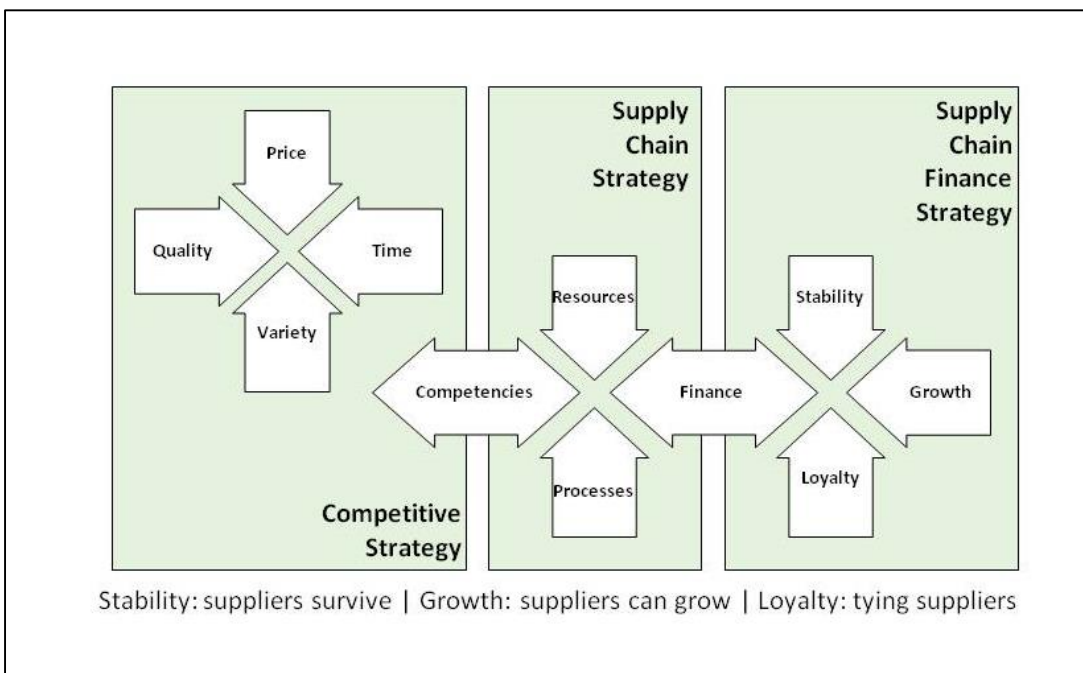 Price
Quality
Time
Variety
Competitive
Strategy
Supply
Chain
Strategy
Resources
Competencies
Finance
Processes
Supply
Chain
Finance
Strategy
Stability
Growth
Loyalty
Stability: suppliers survive | Growth: suppliers can grow | Loyalty: tying suppliers